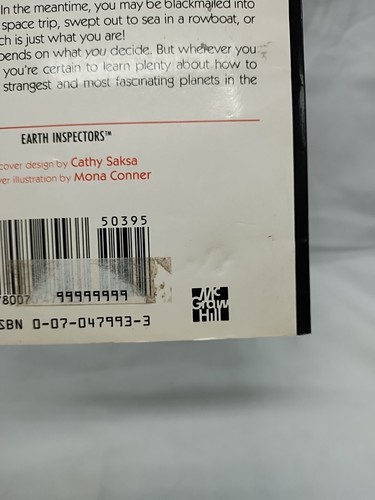 In the meantime, you may be blackmailed into
space trip, swept out to sea in a rowboat, or
ch is just what you are!
pends on what you decide. But wherever you
you're certain to learn plenty about how to
strangest and most fascinating planets in the
EARTH INSPECTORS™
cover design by Cathy Saksa
er illustration by Mona Conner
50395
78007
99999999
SBN 0-07-047993-3
Mc
Graw
Hill